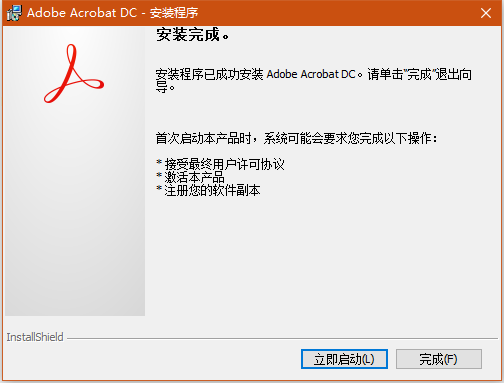 Adobe Acrobat DC - 安装程序
安装完成。
安装程序已成功安装 Adobe Acrobat DC。请单击"完成"退出向
导。
首次启动本产品时，系统可能会要求您完成以下操作：
* 接受最终用户许可协议
* 激活本产品
* 注册您的软件副本
InstallShield
立即启动(L) 完成(F)